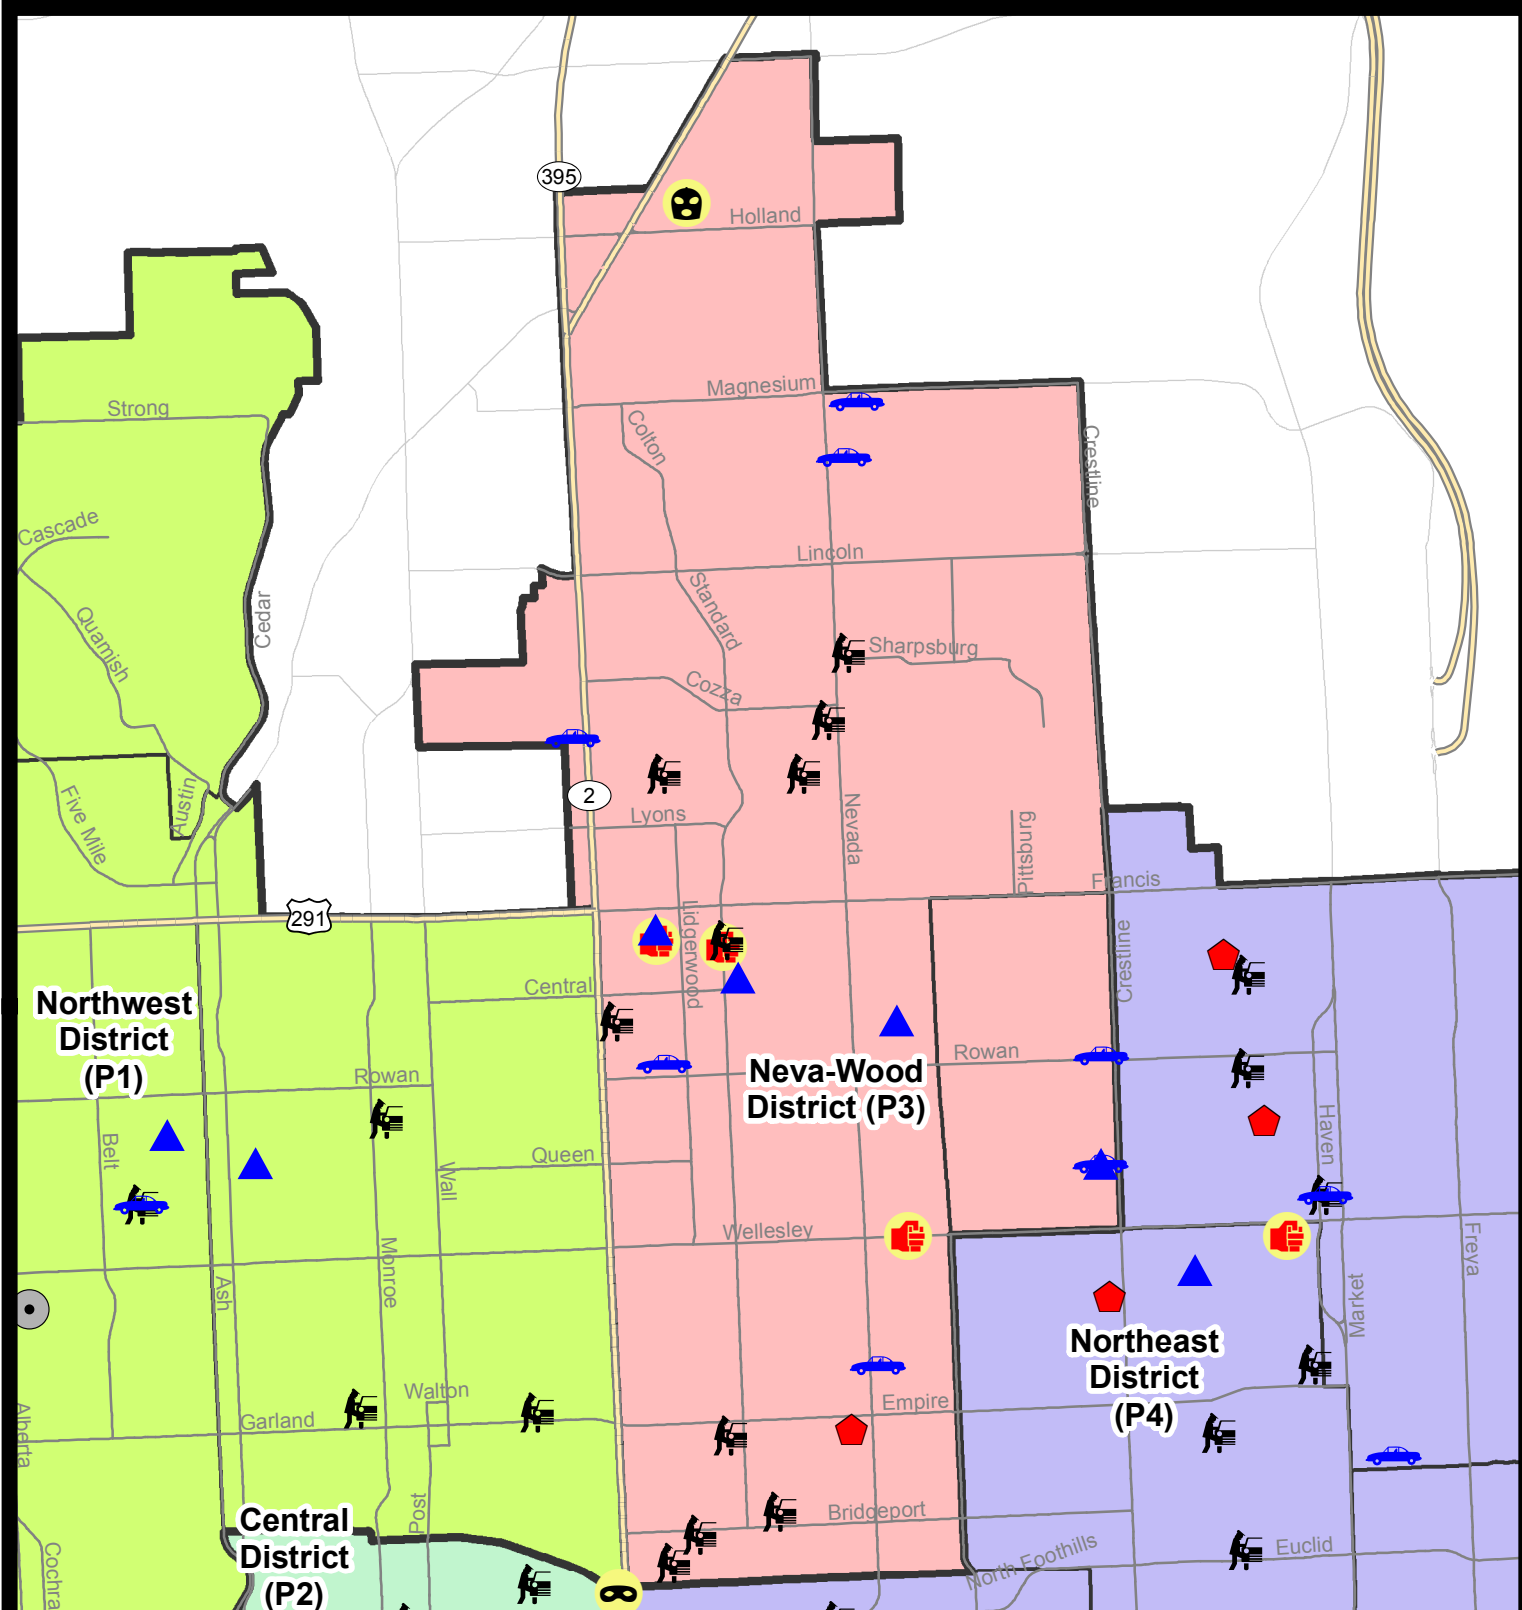 395
Holland
Magnesium
Strong
Colton
Crestline
Cascade
Lincoln
Quamish
Cedar
Standard
Sharpsburg
Cozza
2
Five Mile
Austin
Lyons
Nevada
Pittsburg
Francis
291
Lidgerwood
Crestline
Central
Northwest
District
(P1)
Rowan
Neva-Wood
District (P3)
Rowan
Belt
Wall
Queen
Haven
Wellesley
Monroe
Ash
Freya
Market
Northeast
District
(P4)
Walton
Garland
Empire
Alberta
Post
Bridgeport
Central
District
(P2)
Cochra
North Foothills
Euclid